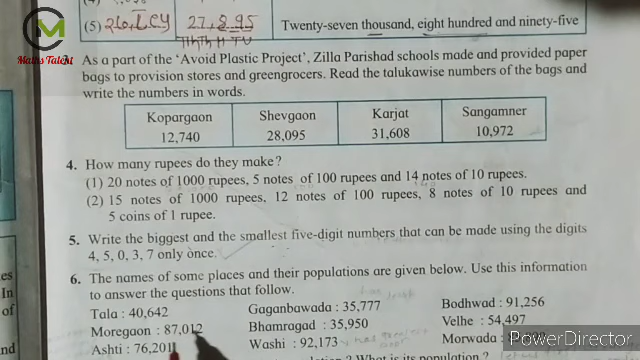 (5) 27,895 Twenty-seven thousand, eight hundred and ninety-five
TTh Th H T U
Maths Talent
As a part of the ‘Avoid Plastic Project’, Zilla Parishad schools made and provided paper
bags to provision stores and greengrocers. Read the talukawise numbers of the bags and
write the numbers in words.
Kopargaon Shevgaon Karjat Sangamner
12,740 28,095 31,608 10,972
4. How many rupees do they make?
(1) 20 notes of 1000 rupees, 5 notes of 100 rupees and 14 notes of 10 rupees.
(2) 15 notes of 1000 rupees, 12 notes of 100 rupees, 8 notes of 10 rupees and
5 coins of 1 rupee.
5. Write the biggest and the smallest five-digit numbers that can be made using the digits
4, 5, 0, 3, 7 only once.
6. The names of some places and their populations are given below. Use this information
to answer the questions that follow.
Tala : 40,642 Gaganbawada : 35,777 Bodhwad : 91,256
Moregaon : 87,012 Bhamragad : 35,950 Velhe : 54,497
Ashti : 76,201 Washi : 92,173 Morwada
PowerDirector
What is its population